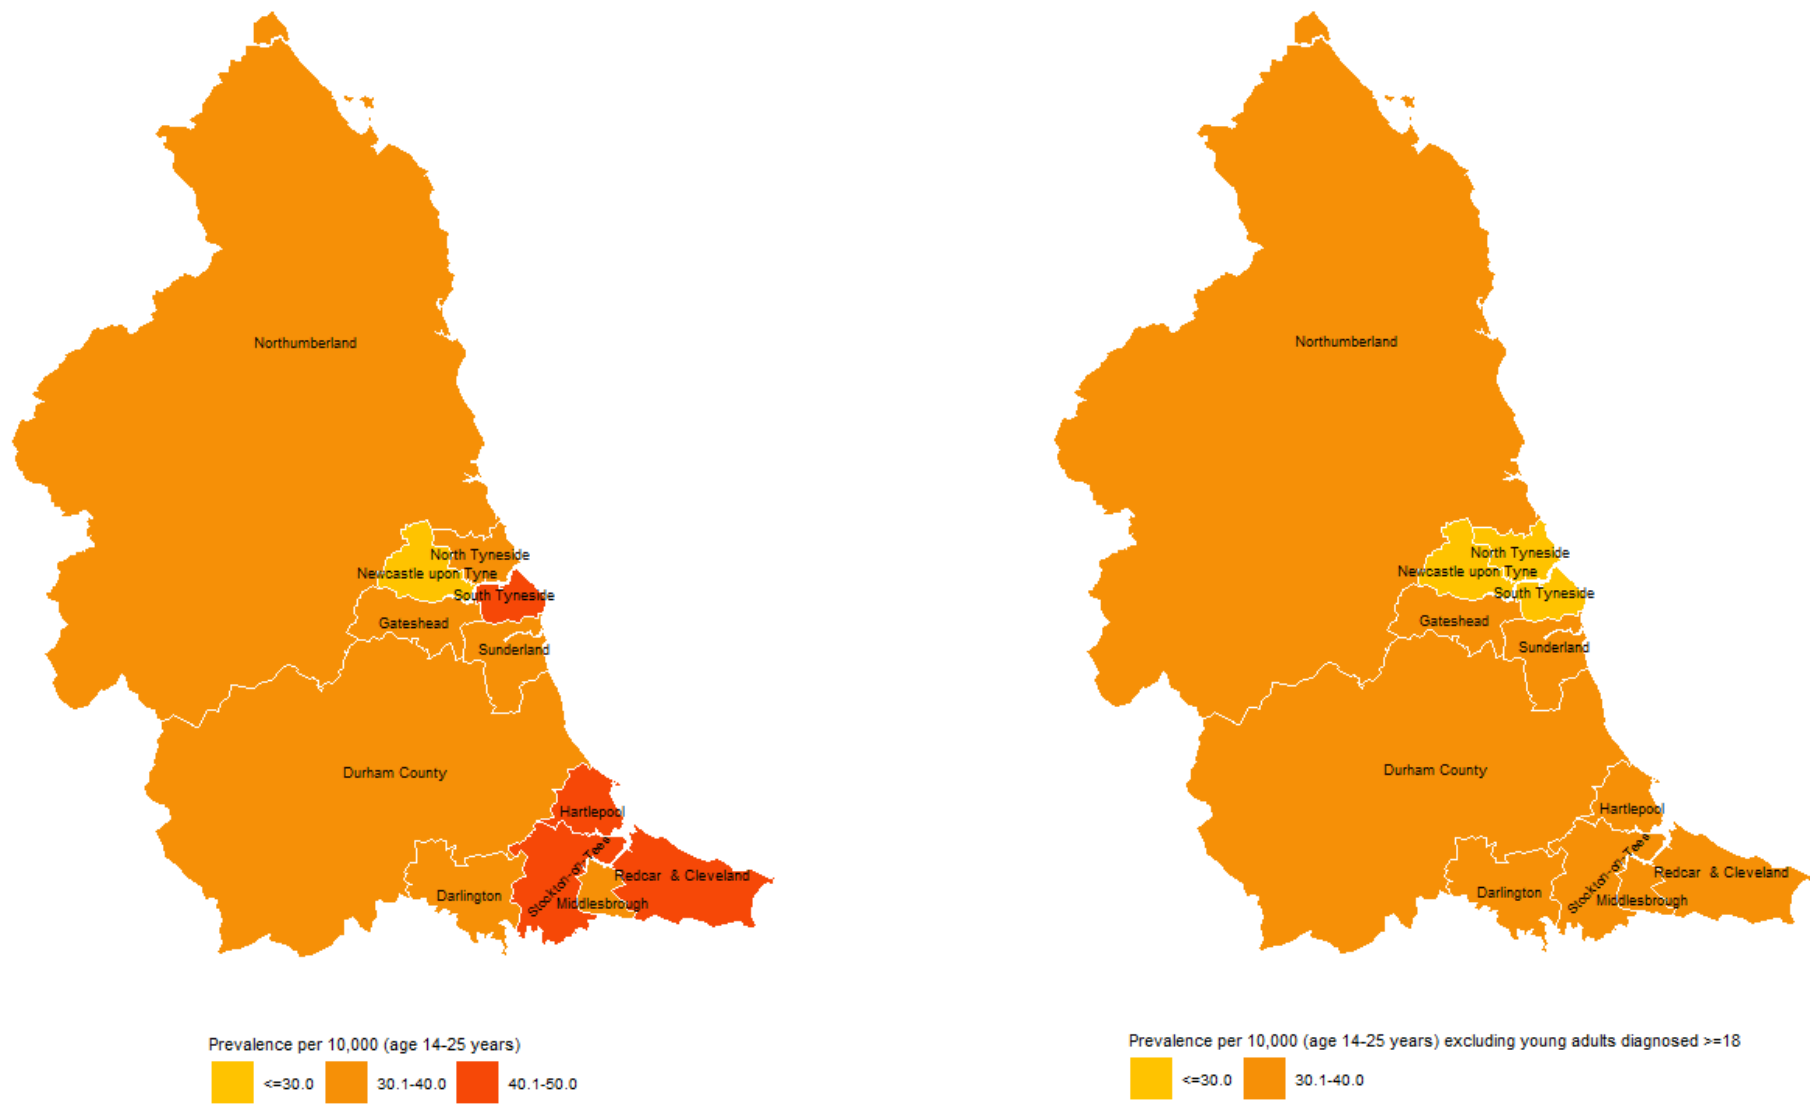 Northumberland
North Tyneside
Newcastle upon Tyne
South Tyneside
Gateshead
Sunderland
Durham County
Hartlepool
Stockton-on-Tees
Redcar & Cleveland
Darlington
Middlesbrough
Prevalence per 10,000 (age 14-25 years)
<=30.0 30.1-40.0 40.1-50.0
Northumberland
North Tyneside
Newcastle upon Tyne
South Tyneside
Gateshead
Sunderland
Durham County
Hartlepool
Stockton-on-Tees
Redcar & Cleveland
Darlington
Middlesbrough
Prevalence per 10,000 (age 14-25 years) excluding young adults diagnosed >=18
<=30.0 30.1-40.0